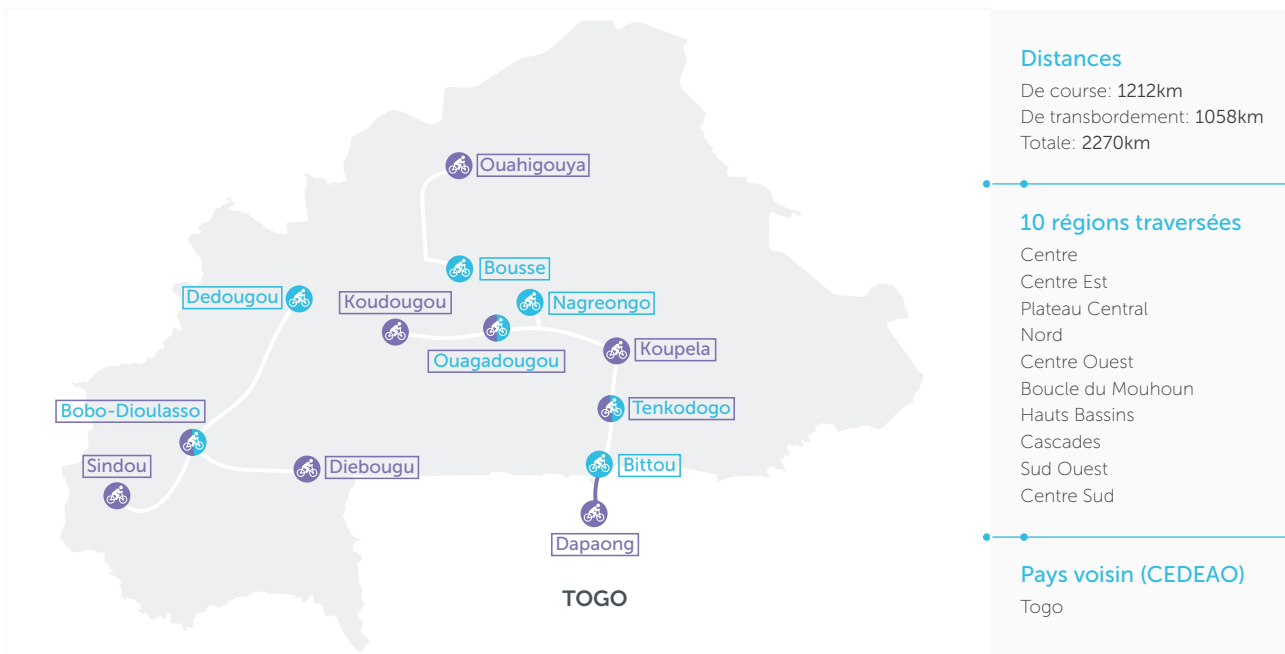 Ouahigouya
Bousse
Dedougou
Koudougou
Nagreongo
Ouagadougou
Koupela
Bobo-Dioulasso
Tenkodogo
Sindou
Diebougu
Bittou
Dapaong
TOGO
Distances
De course: 1212km
De transbordement: 1058km
Totale: 2270km
10 régions traversées
Centre
Centre Est
Plateau Central
Nord
Centre Ouest
Boucle du Mouhoun
Hauts Bassins
Cascades
Sud Ouest
Centre Sud
Pays voisin (CEDEAO)
Togo